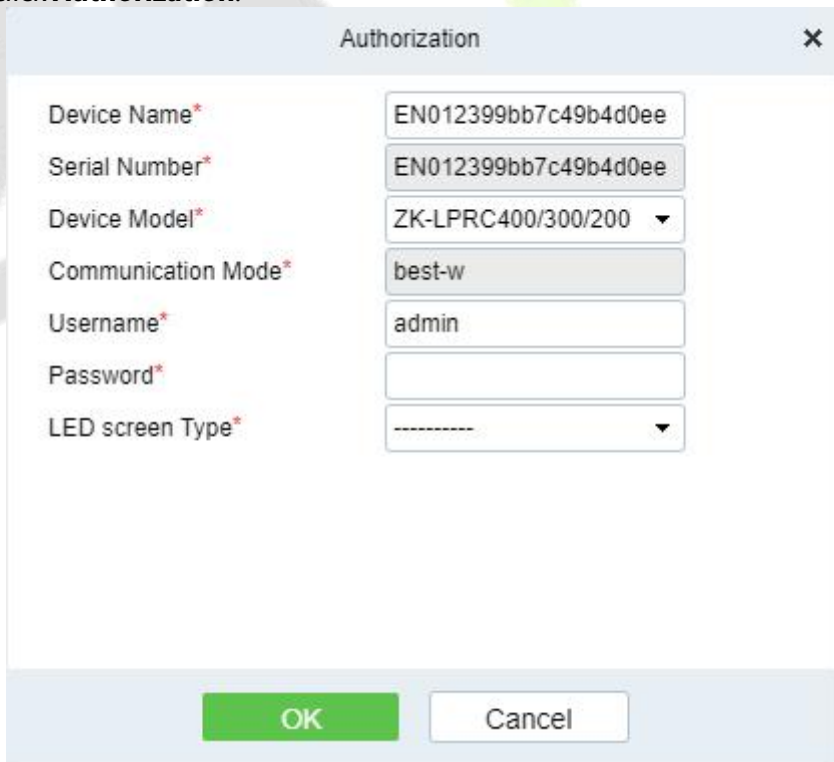 Authorization.
Authorization ×
Device Name* EN012399bb7c49b4d0ee
Serial Number* EN012399bb7c49b4d0ee
Device Model* ZK-LPRC400/300/200
Communication Mode* best-w
Username* admin
Password*
LED screen Type* ----------
OK Cancel